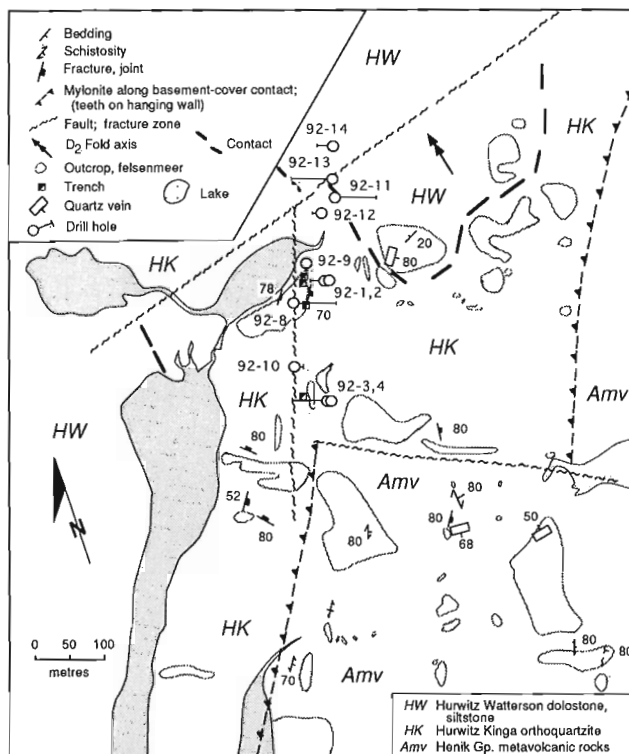 Bedding
Schistosity
Fracture, joint
Mylonite along basement-cover contact;
(teeth on hanging wall)
Fault; fracture zone
Contact
D2 Fold axis
Outcrop, felsenmeer
Trench
Lake
Quartz vein
Drill hole
HW
HK
92-14
92-13
92-11
HW
92-12
20
80
HK
92-9
78
92-1,2
92-8
70
HK
92-10
HK
92-3,4
Amv
HW
80
80
Amv
80
52
50
80
80
68
80
N
HK
80
80
0 50 100
metres
70
Amv
HW Hurwitz Watterson dolostone,
siltstone
HK Hurwitz Kinga orthoquartzite
Amv Henik Gp. metavolcanic rocks